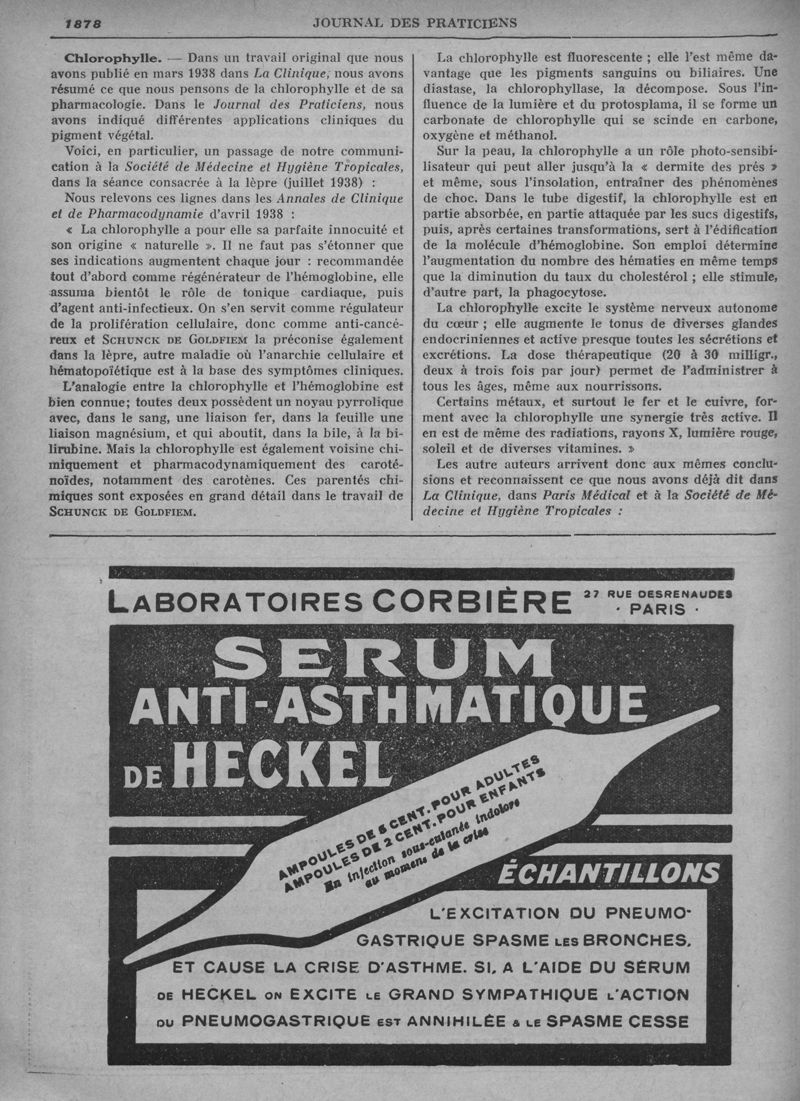 1878
JOURNAL DES PRATICIENS
Chlorophylle. — Dans un travail original que nous
avons publié en mars 1938 dans La Clinique, nous avons
résumé ce que nous pensons de la chlorophylle et de sa
pharmacologie. Dans le Journal des Praticiens, nous
avons indiqué différentes applications cliniques du
pigment végétal.
Voici, en particulier, un passage de notre communi-
cation à la Société de Médecine et Hygiène Tropicales,
dans la séance consacrée à la lèpre (juillet 1938) :
Nous relevons ces lignes dans les Annales de Clinique
et de Pharmacodynamie d'avril 1938 :
« La chlorophylle a pour elle sa parfaite innocuité et
son origine « naturelle ». Il ne faut pas s'étonner que
ses indications augmentent chaque jour : recommandée
tout d'abord comme régénérateur de l'hémoglobine, elle
assuma bientôt le rôle de tonique cardiaque, puis
d'agent anti-infectieux. On s'en servit comme régulateur
de la prolifération cellulaire, donc comme anti-cancé-
reux et SCHUNCK DE GOLDFIEM la préconise également
dans la lèpre, autre maladie où l'anarchie cellulaire et
hématopoïétique est à la base des symptômes cliniques.
L'analogie entre la chlorophylle et l'hémoglobine est
bien connue; toutes deux possèdent un noyau pyrrolique
avec, dans le sang, une liaison fer, dans la feuille une
liaison magnésium, et qui aboutit, dans la bile, à la bi-
lirubine. Mais la chlorophylle est également voisine chi-
miquement et pharmacodynamiquement des caroté-
noïdes, notamment des carotènes. Ces parentés chi-
miques sont exposées en grand détail dans le travail de
SCHUNCK DE GOLDFIEM.
La chlorophylle est fluorescente ; elle l'est même da-
vantage que les pigments sanguins ou biliaires. Une
diastase, la chlorophyllase, la décompose. Sous l'in-
fluence de la lumière et du protosplama, il se forme un
carbonate de chlorophylle qui se scinde en carbone,
oxygène et méthanol.
Sur la peau, la chlorophylle a un rôle photo-sensibi-
lisateur qui peut aller jusqu'à la « dermite des prés »
et même, sous l'insolation, entraîner des phénomènes
de choc. Dans le tube digestif, la chlorophylle est en
partie absorbée, en partie attaquée par les sucs digestifs,
puis, après certaines transformations, sert à l'édification
de la molécule d'hémoglobine. Son emploi détermine
l'augmentation du nombre des hématies en même temps
que la diminution du taux du cholestérol ; elle stimule,
d'autre part, la phagocytose.
La chlorophylle excite le système nerveux autonome
du cœur ; elle augmente le tonus de diverses glandes
endocriniennes et active presque toutes les sécrétions et
excrétions. La dose thérapeutique (20 à 30 milligr.,
deux à trois fois par jour) permet de l'administrer à
tous les âges, même aux nourrissons.
Certains métaux, et surtout le fer et le cuivre, for-
ment avec la chlorophylle une synergie très active. Il
en est de même des radiations, rayons X, lumière rouge,
soleil et de diverses vitamines. »
Les autre auteurs arrivent donc aux mêmes conclu-
sions et reconnaissent ce que nous avons déjà dit dans
La Clinique, dans Paris Médical et à la Société de Mé-
decine et Hygiène Tropicales :
LABORATOIRES CORBIÈRE
27 RUE DESRENAUDES
· PARIS ·
SERUM
ANTI-ASTHMATIQUE
DE HECKEL
AMPOULES DE 5 CENT. POUR ADULTES
AMPOULES DE 2 CENT. POUR ENFANTS
En injection sous-cutanée indolore
au moment de la crise
ÉCHANTILLONS
L'EXCITATION DU PNEUMO-
GASTRIQUE SPASME LES BRONCHES,
ET CAUSE LA CRISE D'ASTHME. SI, A L'AIDE DU SÉRUM
DE HECKEL ON EXCITE LE GRAND SYMPATHIQUE L'ACTION
DU PNEUMOGASTRIQUE EST ANNIHILÉE & LE SPASME CESSE